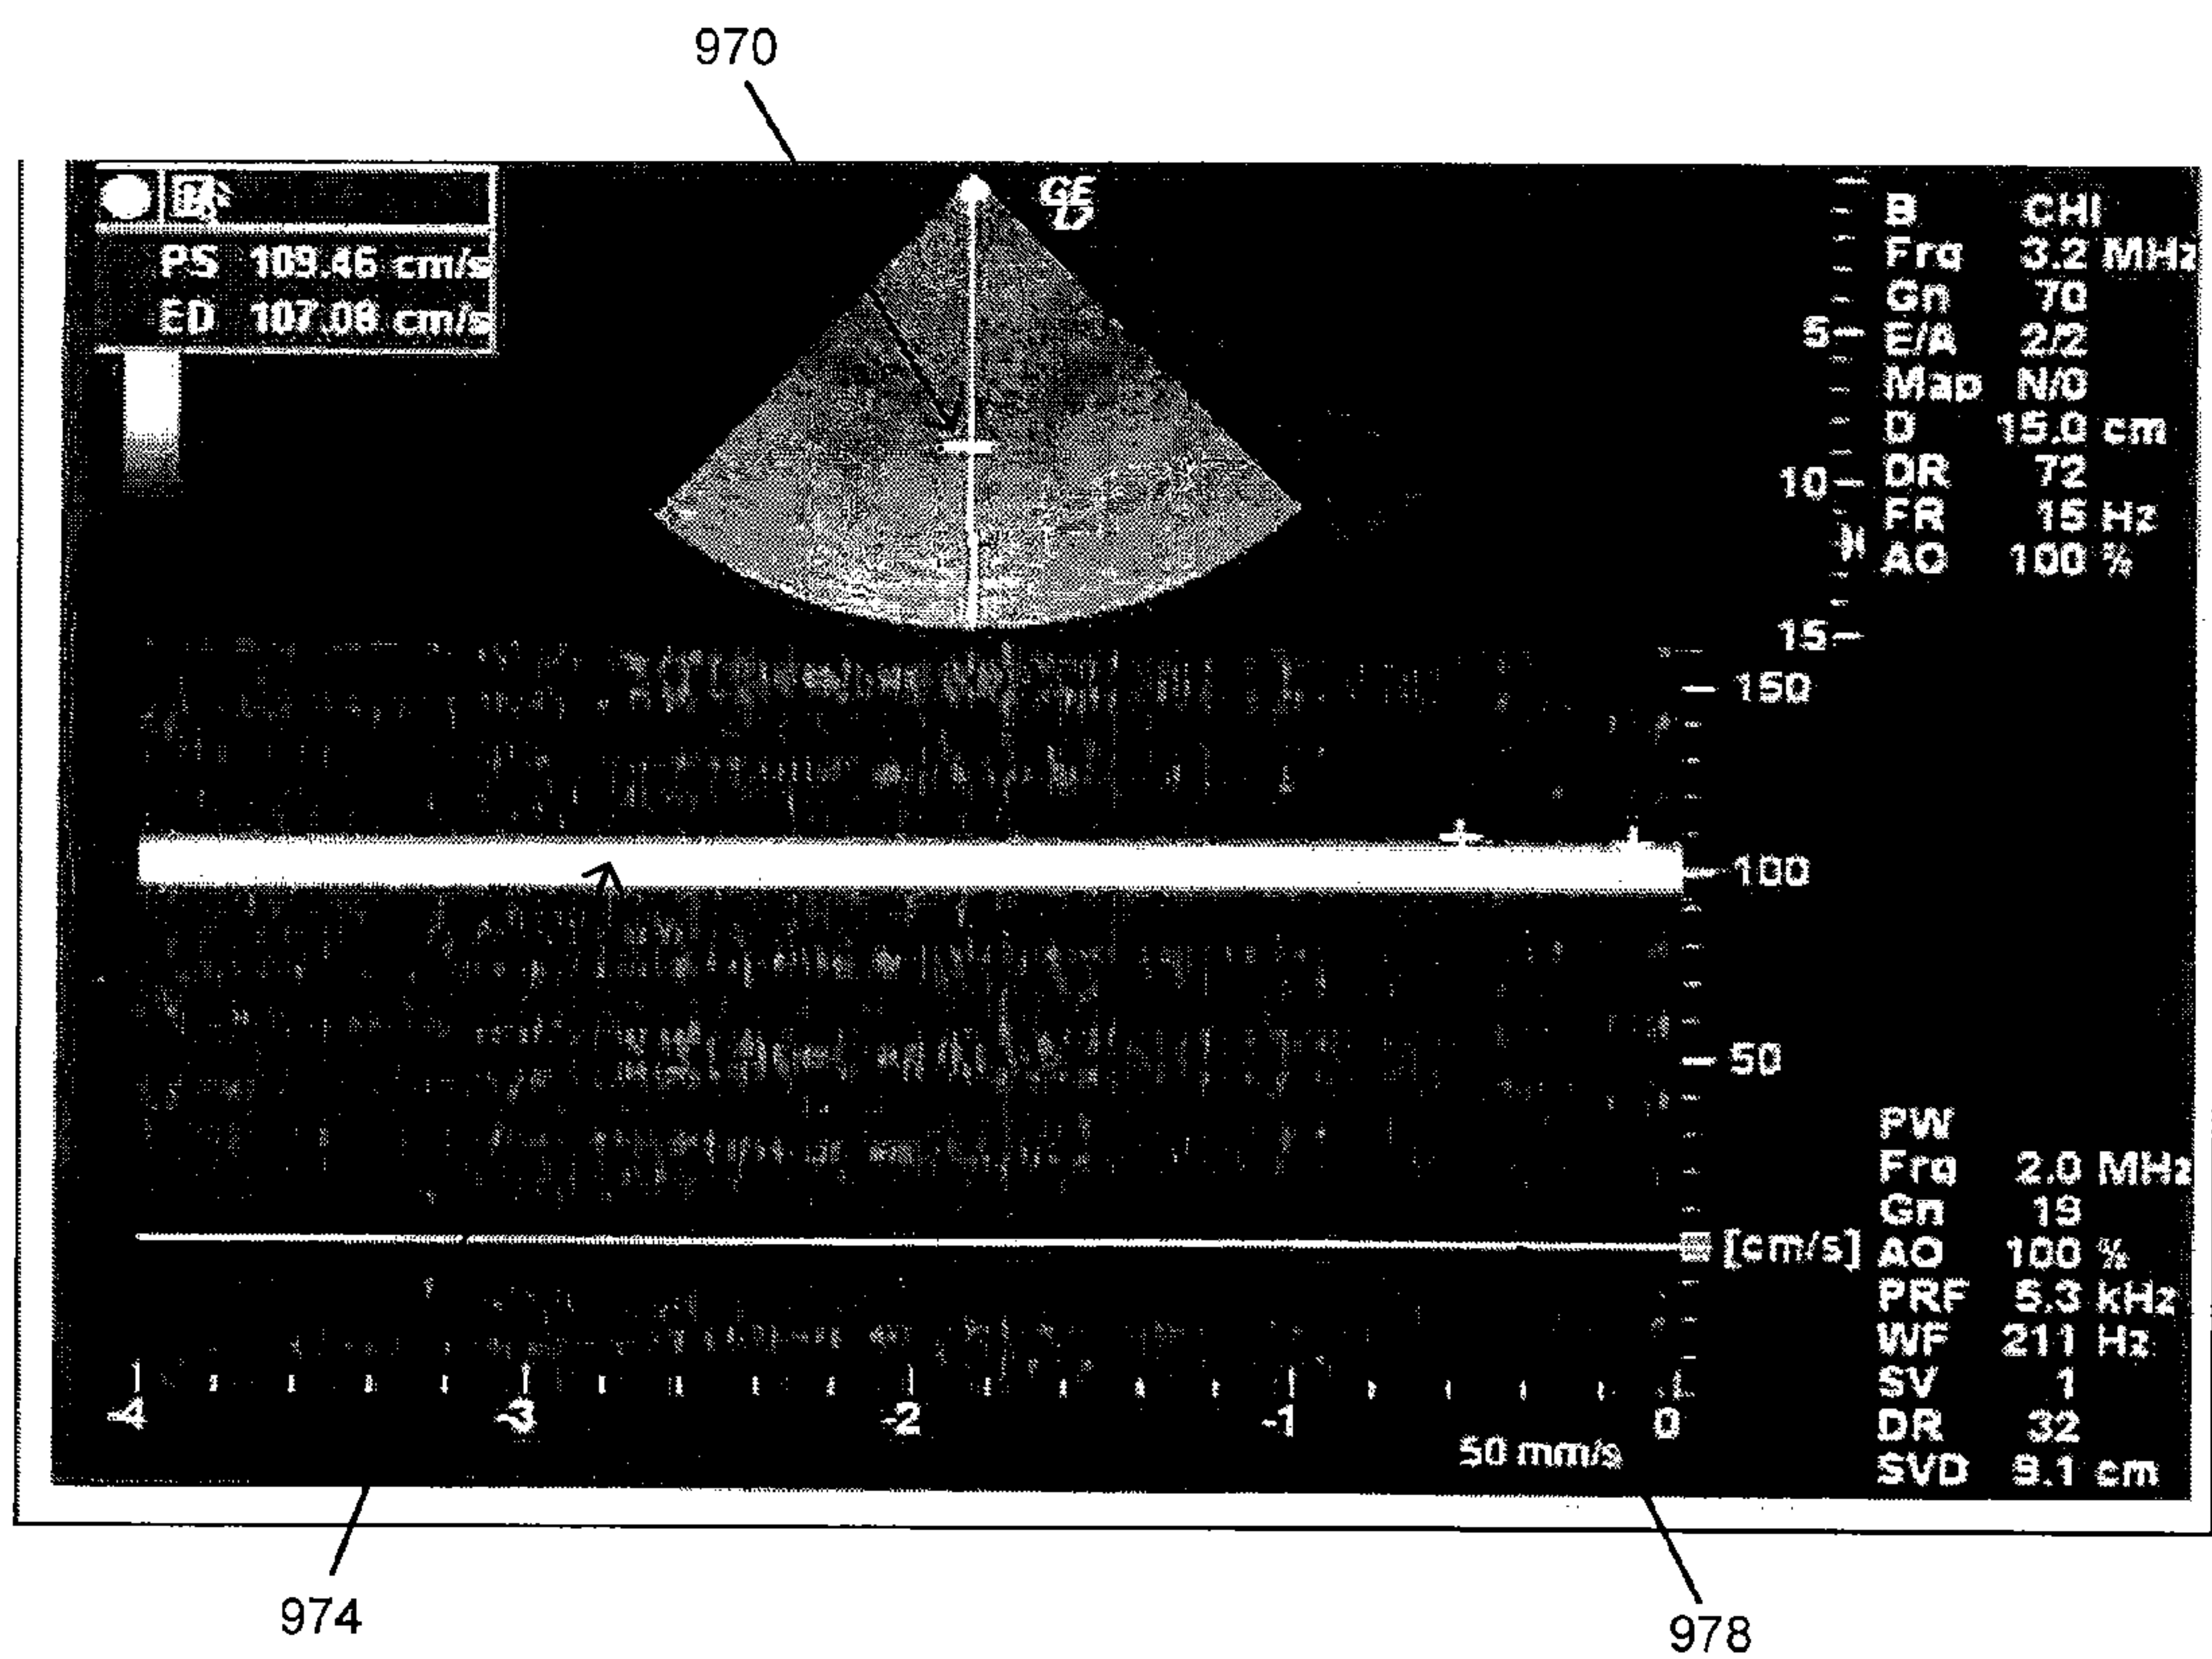 970
GE
PS 109.46 cm/s
ED 107.08 cm/s
B CHI
Frq 3.2 MHz
Gn 70
E/A 2/2
Map N/0
D 15.0 cm
DR 72
FR 15 Hz
AO 100 %
5
10
15
150
100
50
[cm/s]
PW
Frq 2.0 MHz
Gn 19
AO 100 %
PRF 5.3 kHz
WF 211 Hz
SV 1
DR 32
SVD 9.1 cm
-4 -3 -2 -1 0
50 mm/s
974
978